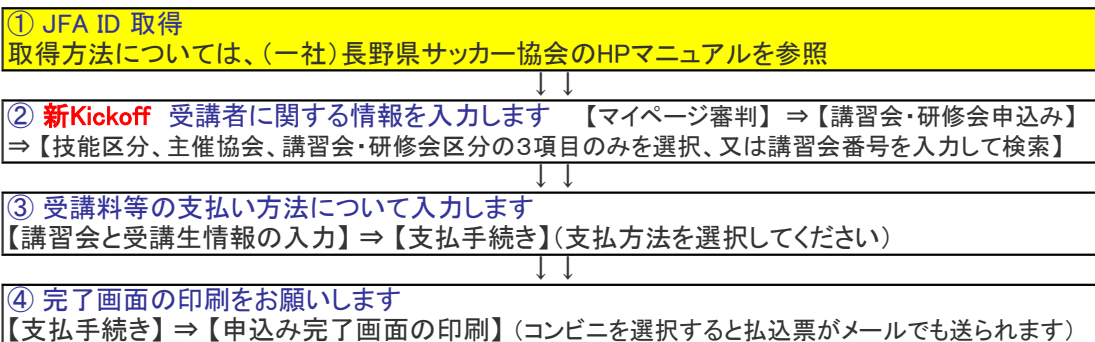 ① JFA ID 取得
取得方法については、（一社）長野県サッカー協会のHPマニュアルを参照
↓ ↓
② 新Kickoff 受講者に関する情報を入力します 【マイページ審判】 ⇒ 【講習会・研修会申込み】
⇒ 【技能区分、主催協会、講習会・研修会区分の３項目のみを選択、又は講習会番号を入力して検索】
↓ ↓
③ 受講料等の支払い方法について入力します
【講習会と受講生情報の入力】 ⇒ 【支払手続き】（支払方法を選択してください）
↓ ↓
④ 完了画面の印刷をお願いします
【支払手続き】 ⇒ 【申込み完了画面の印刷】 （コンビニを選択すると払込票がメールでも送られます）